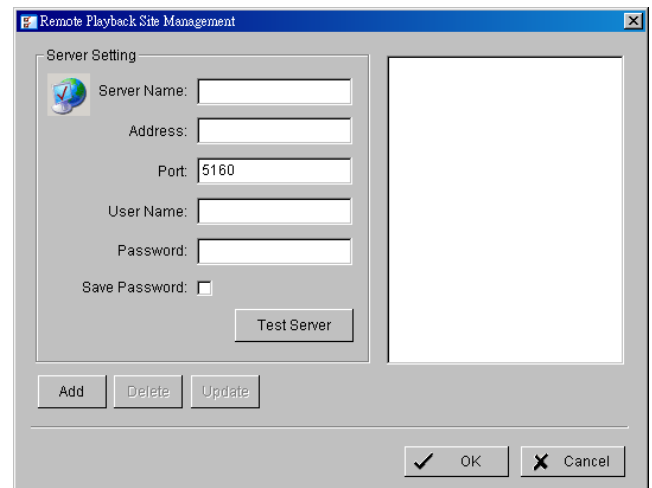 Remote Playback Site Management
Server Setting
Server Name:
Address:
Port: 5160
User Name:
Password:
Save Password:
Test Server
Add Delete Update
OK Cancel